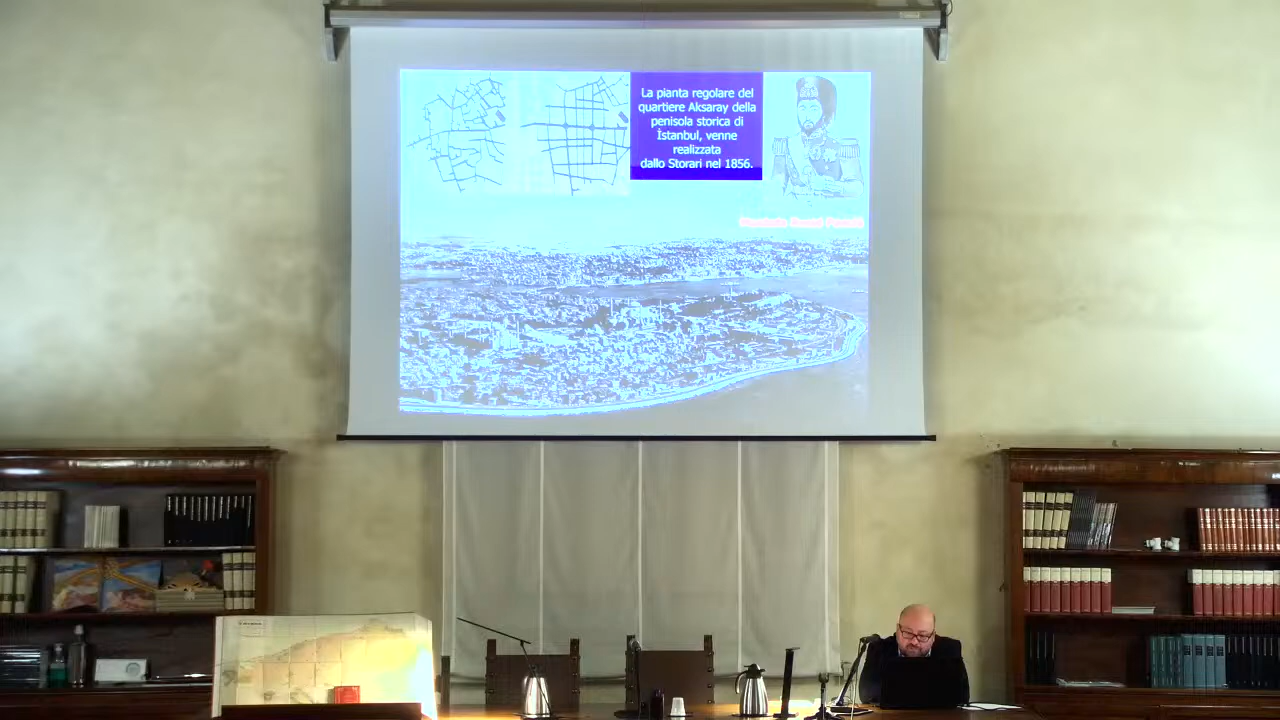 La pianta regolare del
quartiere Aksaray della
penisola storica di
İstanbul, venne
realizzata
dallo Storari nel 1856.